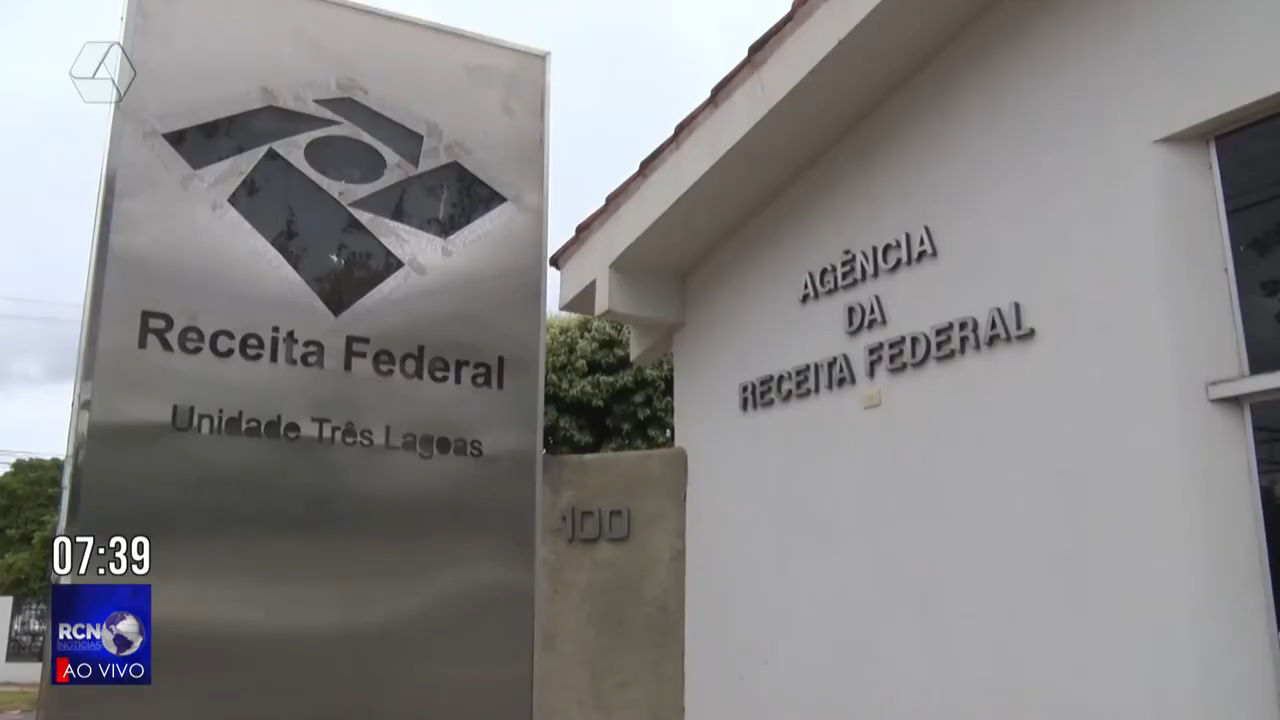 Receita Federal
Unidade Três Lagoas
AGÊNCIA
DA
RECEITA FEDERAL
100
07:39
RCN
NOTÍCIAS
AO VIVO